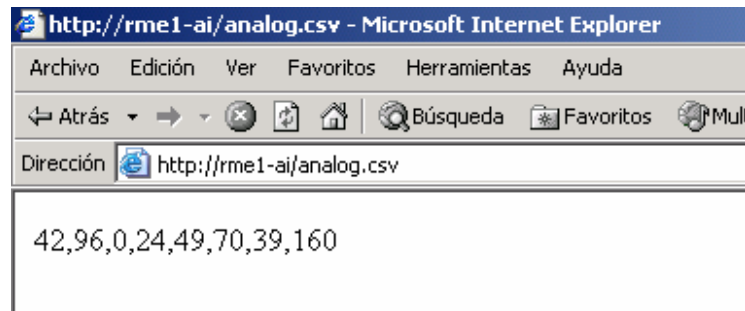 http://rme1-ai/analog.csv - Microsoft Internet Explorer
Archivo Edición Ver Favoritos Herramientas Ayuda
Atrás Búsqueda Favoritos Mul
Dirección http://rme1-ai/analog.csv
42,96,0,24,49,70,39,160